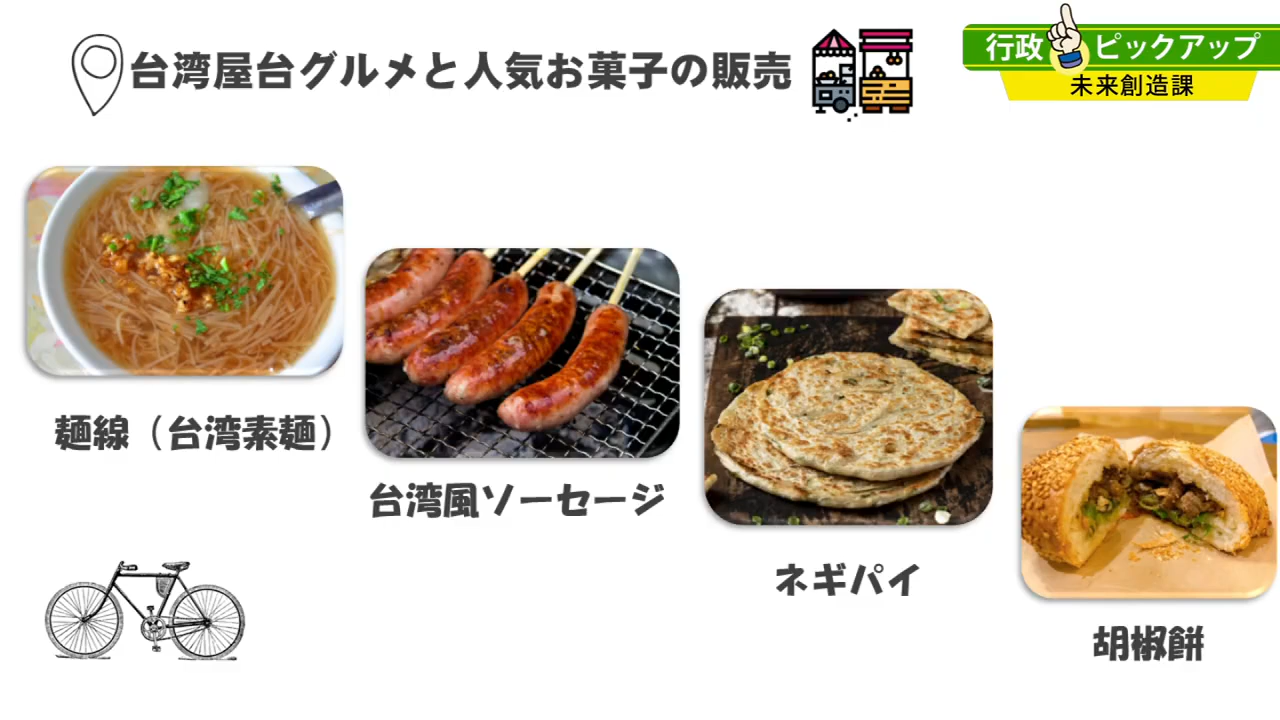 台湾屋台グルメと人気お菓子の販売
行政ピックアップ
未来創造課
麺線（台湾素麺）
台湾風ソーセージ
ネギパイ
胡椒餅